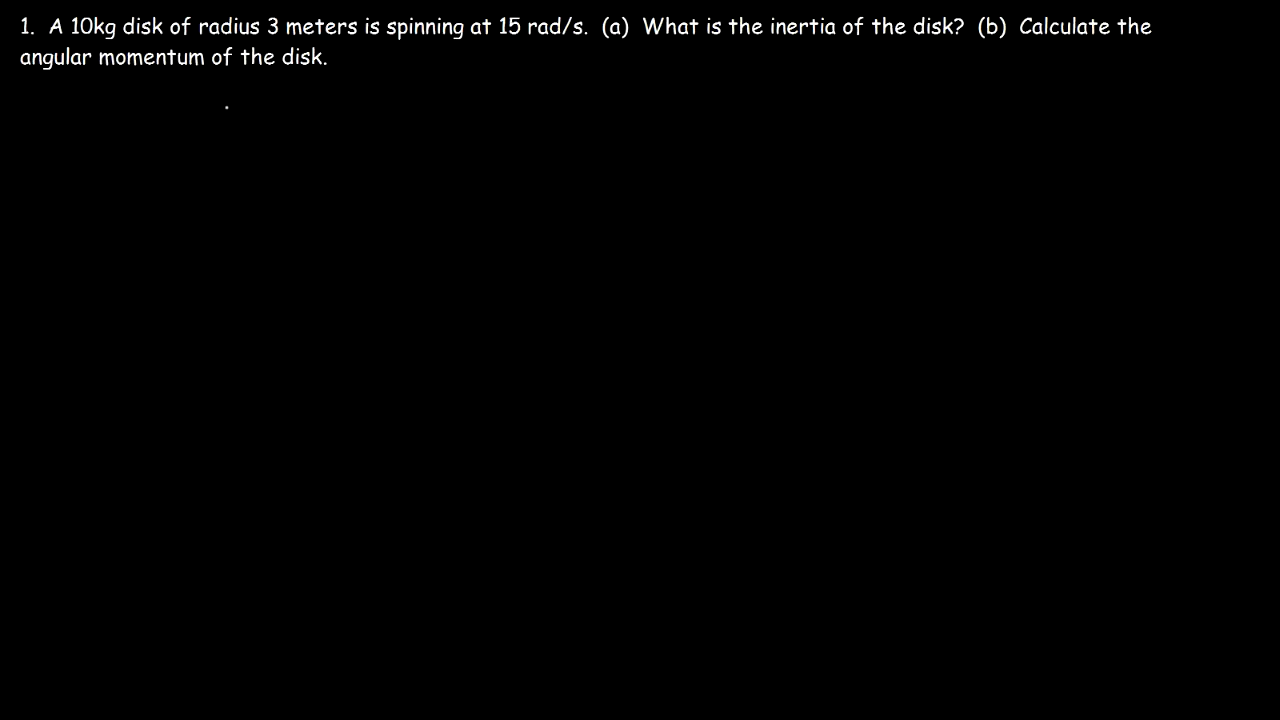 1.  A 10kg disk of radius 3 meters is spinning at 15 rad/s.  (a)  What is the inertia of the disk?  (b)  Calculate the
angular momentum of the disk.